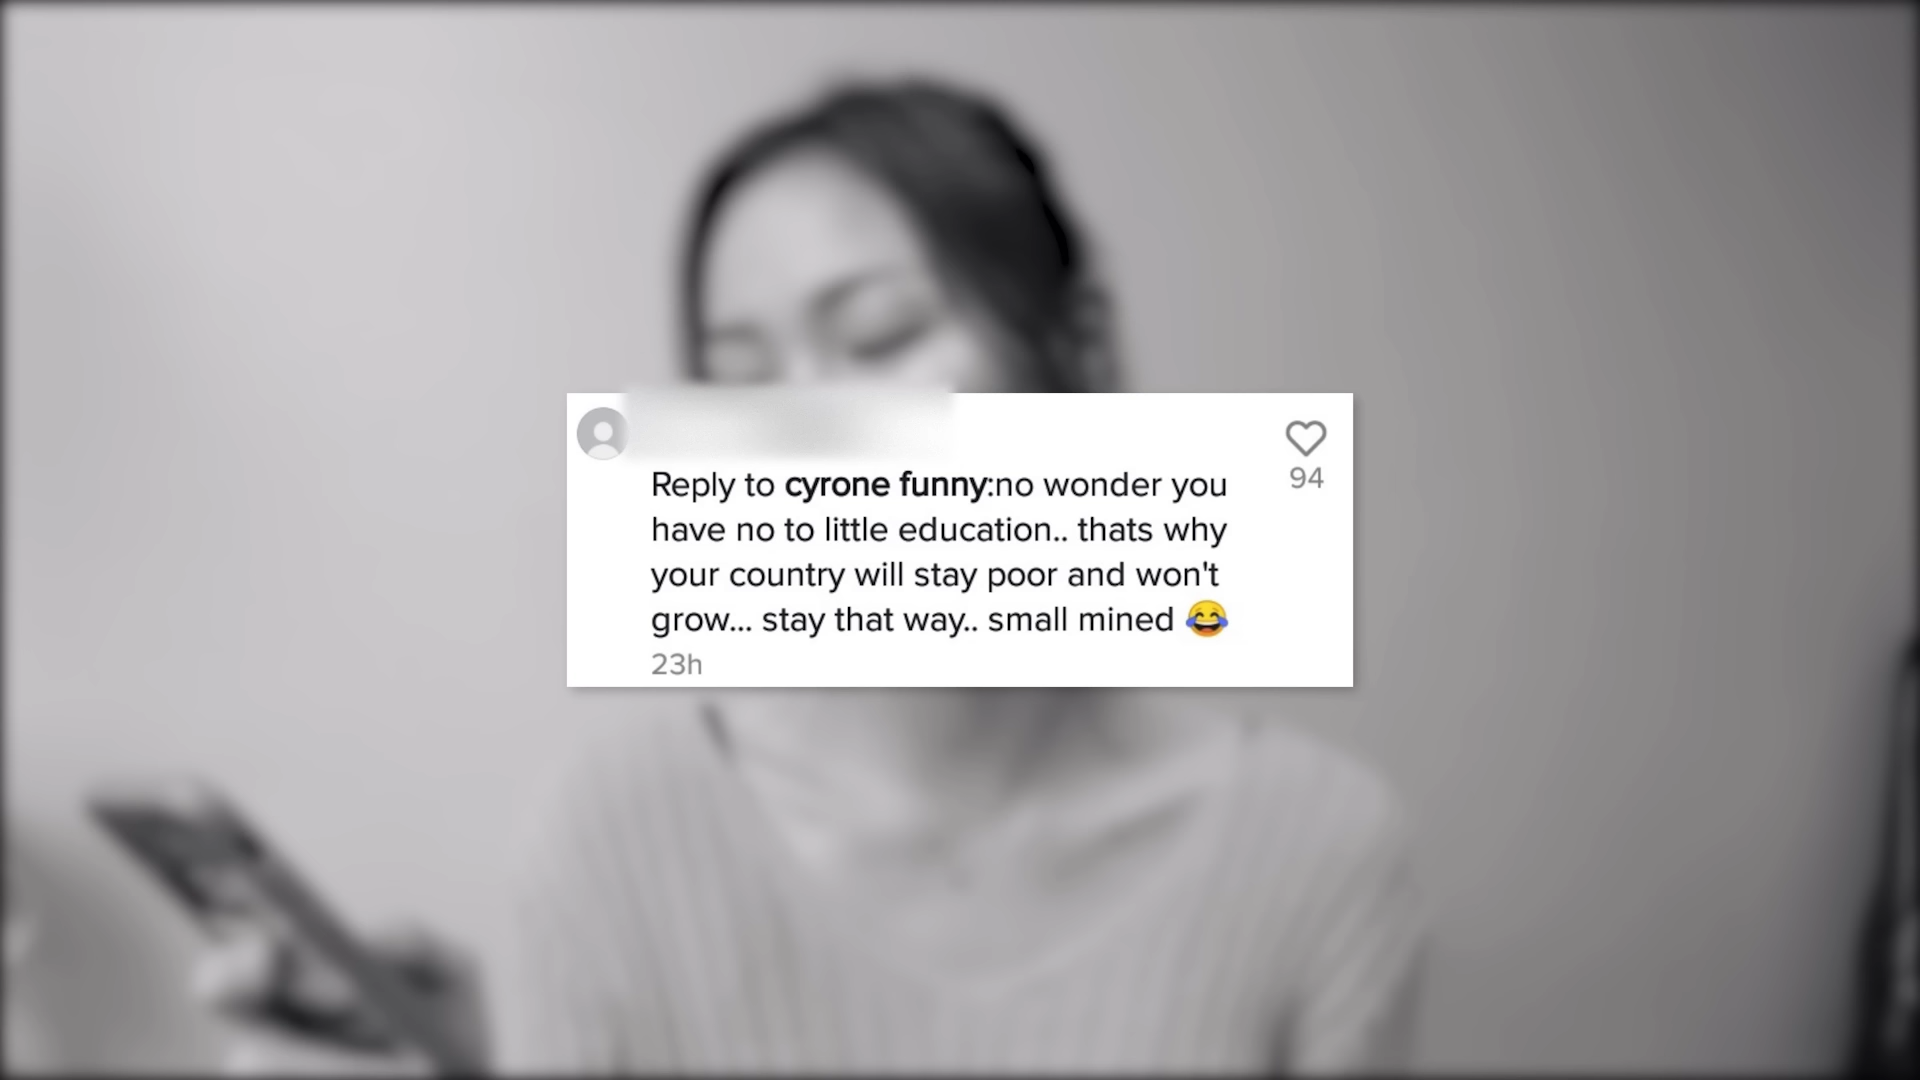 Reply to cyrone funny:no wonder you
have no to little education.. thats why
your country will stay poor and won't
grow... stay that way.. small mined 😂
23h
94